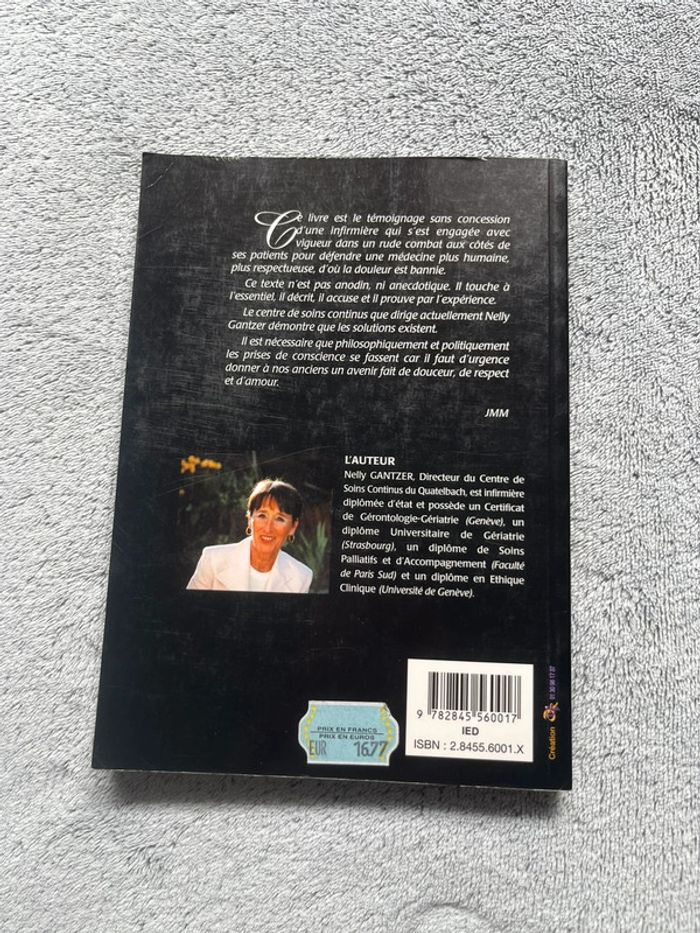 Ce livre est le témoignage sans concession
d'une infirmière qui s'est engagée avec
vigueur dans un rude combat aux côtés de
ses patients pour défendre une médecine plus humaine,
plus respectueuse, d'où la douleur est bannie.
Ce texte n'est pas anodin, ni anecdotique. Il touche à
l'essentiel, il décrit, il accuse et il prouve par l'expérience.
Le centre de soins continus que dirige actuellement Nelly
Gantzer démontre que les solutions existent.
Il est nécessaire que philosophiquement et politiquement
les prises de conscience se fassent car il faut d'urgence
donner à nos anciens un avenir fait de douceur, de respect
et d'amour.
JMM
L'AUTEUR
Nelly GANTZER, Directeur du Centre de
Soins Continus du Quatelbach, est infirmière
diplômée d'état et possède un Certificat
de Gérontologie-Gériatrie (Genève), un
diplôme Universitaire de Gériatrie
(Strasbourg), un diplôme de Soins
Palliatifs et d'Accompagnement (Faculté
de Paris Sud) et un diplôme en Ethique
Clinique (Université de Genève).
9 782845 560017
IED
ISBN : 2.8455.6001.X
PRIX EN FRANCS
PRIX EN EUROS
EUR 16.77
Création